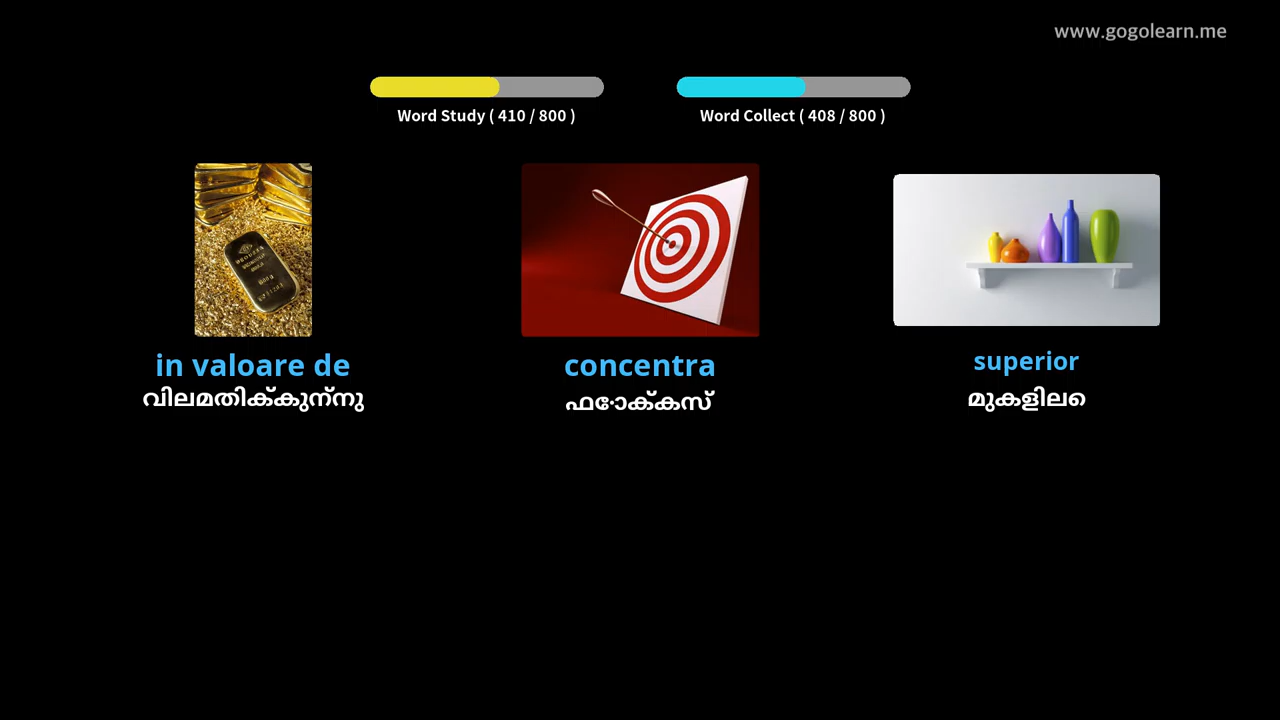 www.gogolearn.me
Word Study ( 410 / 800 )
Word Collect ( 408 / 800 )
in valoare de
വിലമതിക്കുന്നു
concentra
ഫോക്കസ്
superior
മുകളിലെ